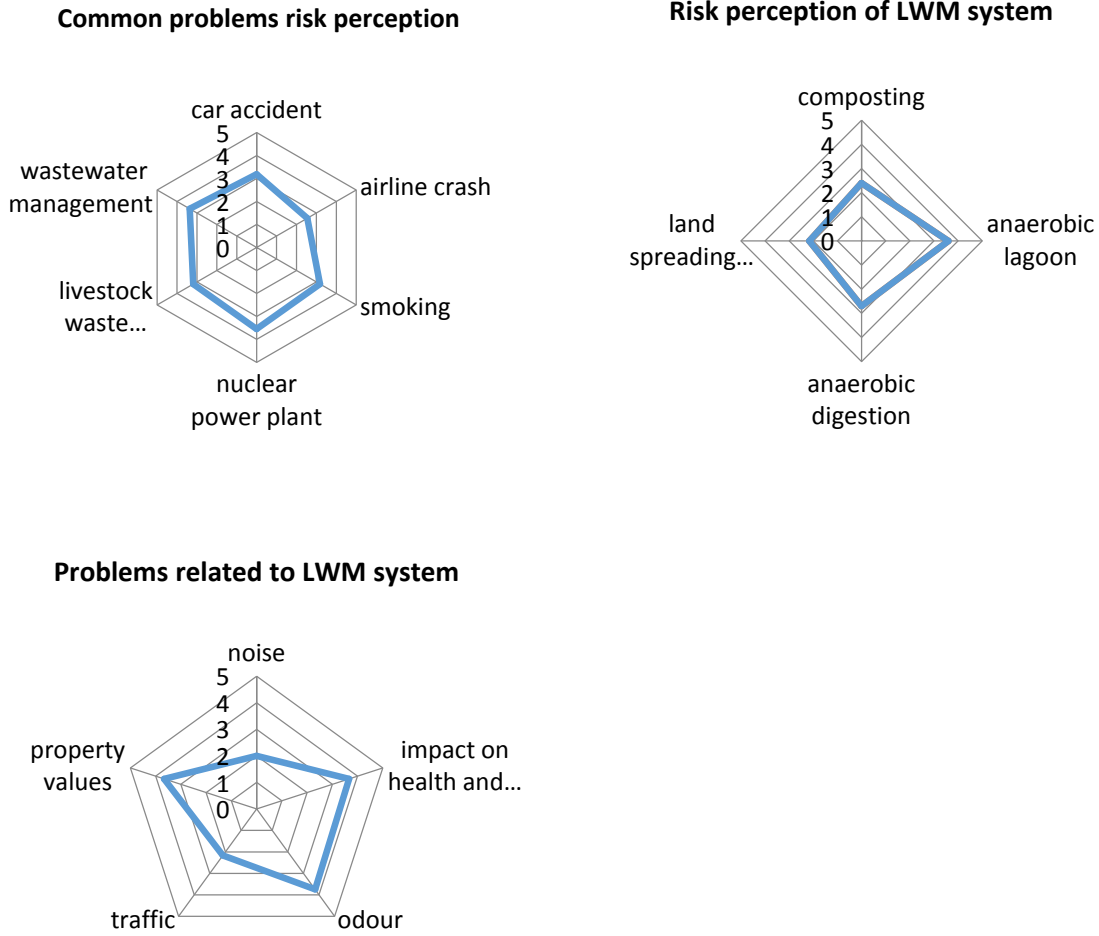 Common problems risk perception
car accident
5
4
3
2
1
0
airline crash
smoking
nuclear
power plant
livestock
waste...
wastewater
management
Risk perception of LWM system
composting
5
4
3
2
1
0
anaerobic
lagoon
anaerobic
digestion
land
spreading...
Problems related to LWM system
noise
5
4
3
2
1
0
impact on
health and...
odour
traffic
property
values